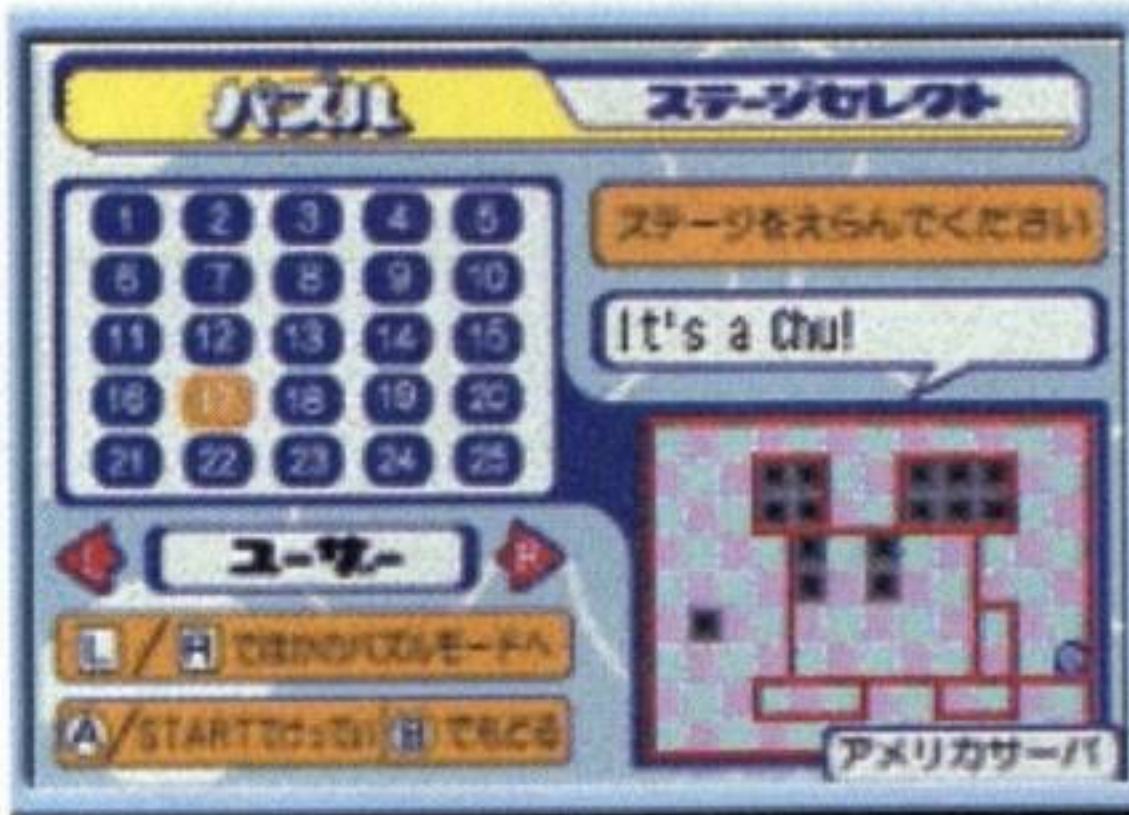 パズル
ステージセレクト
1 2 3 4 5
6 7 8 9 10
11 12 13 14 15
16 17 18 19 20
21 22 23 24 25
ステージをえらんでください
It's a Chu!
L ユーザー R
L / R でほかのパズルモードへ
A/STARTでけってい B でもどる
アメリカサーバ